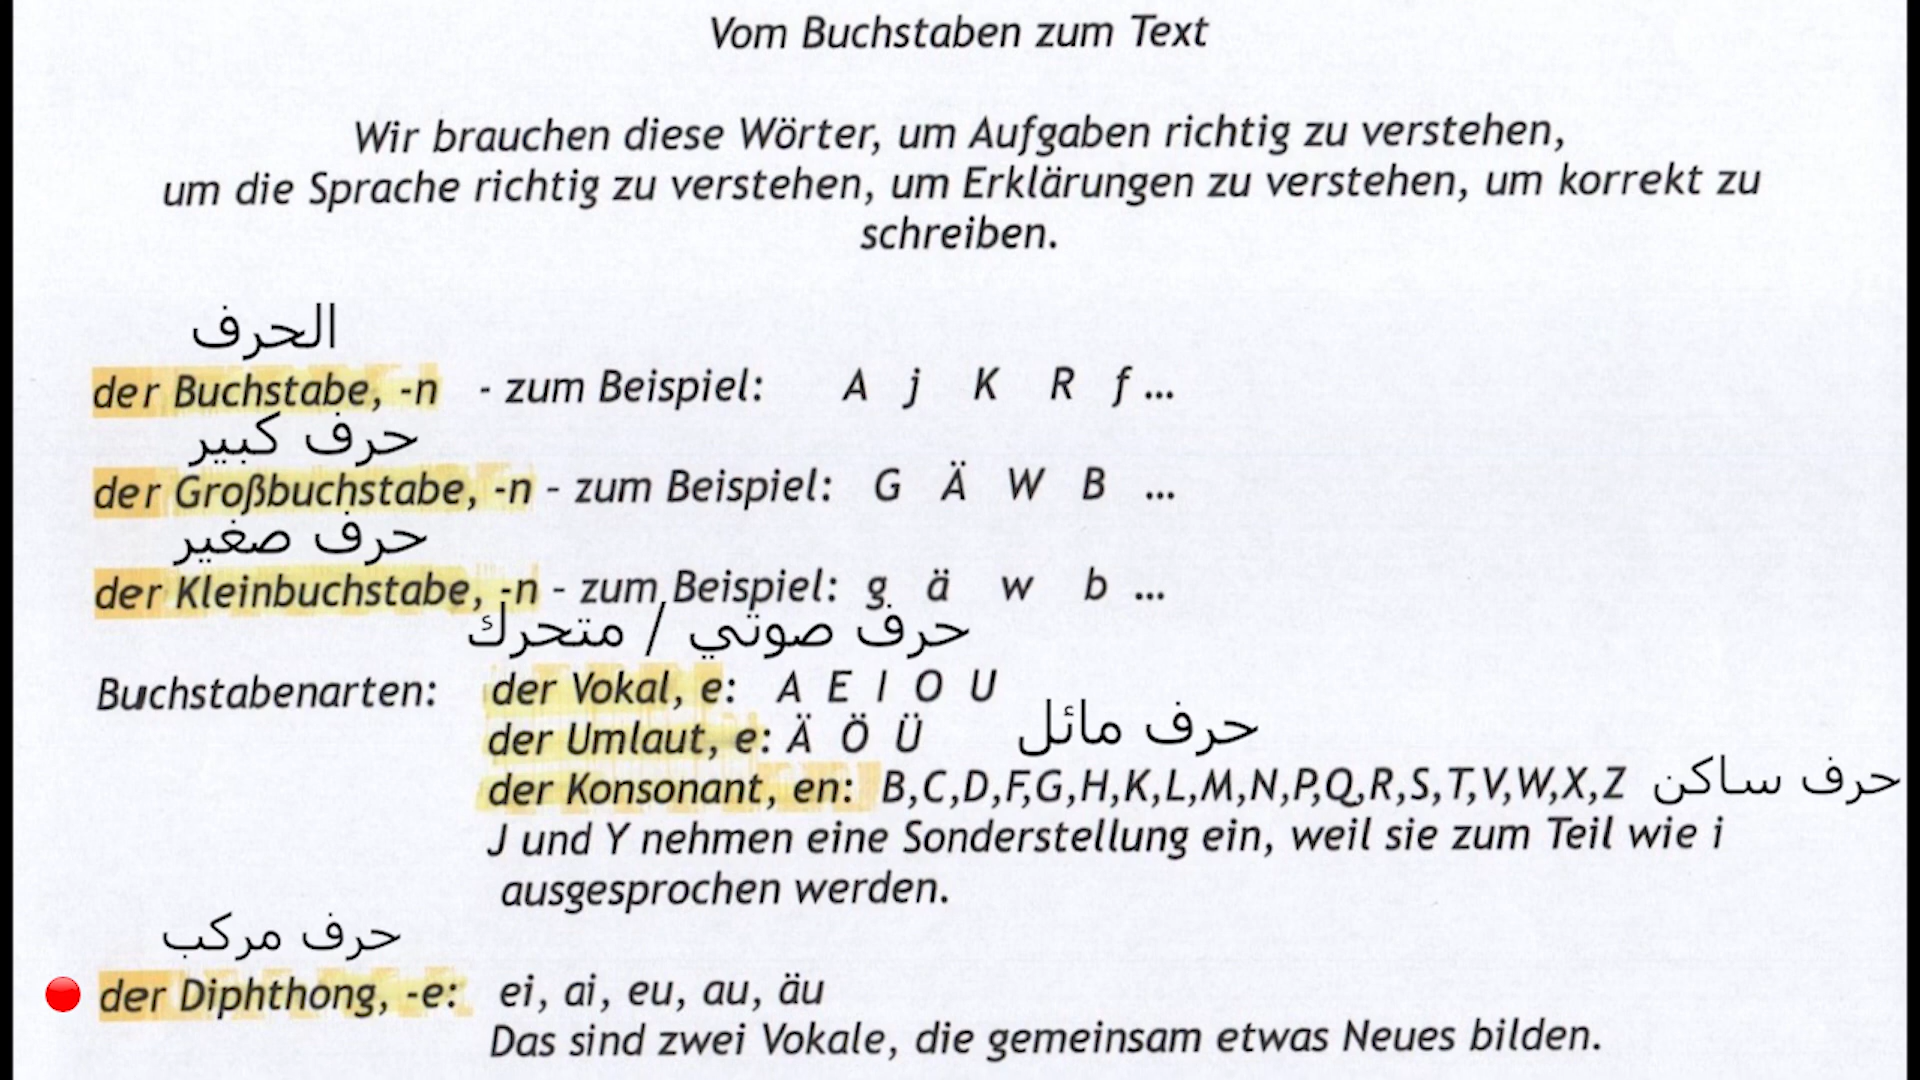 Vom Buchstaben zum Text
Wir brauchen diese Wörter, um Aufgaben richtig zu verstehen,
um die Sprache richtig zu verstehen, um Erklärungen zu verstehen, um korrekt zu
schreiben.
الحرف
der Buchstabe, -n - zum Beispiel: A j K R f ...
حرف كبير
der Großbuchstabe, -n - zum Beispiel: G Ä W B ...
حرف صغير
der Kleinbuchstabe, -n - zum Beispiel: g ä w b ...
حرف صوتي / متحرك
Buchstabenarten: der Vokal, e: A E I O U
der Umlaut, e: Ä Ö Ü حرف مائل
der Konsonant, en: B,C,D,F,G,H,K,L,M,N,P,Q,R,S,T,V,W,X,Z حرف ساكن
J und Y nehmen eine Sonderstellung ein, weil sie zum Teil wie i
ausgesprochen werden.
حرف مركب
der Diphthong, -e: ei, ai, eu, au, äu
Das sind zwei Vokale, die gemeinsam etwas Neues bilden.